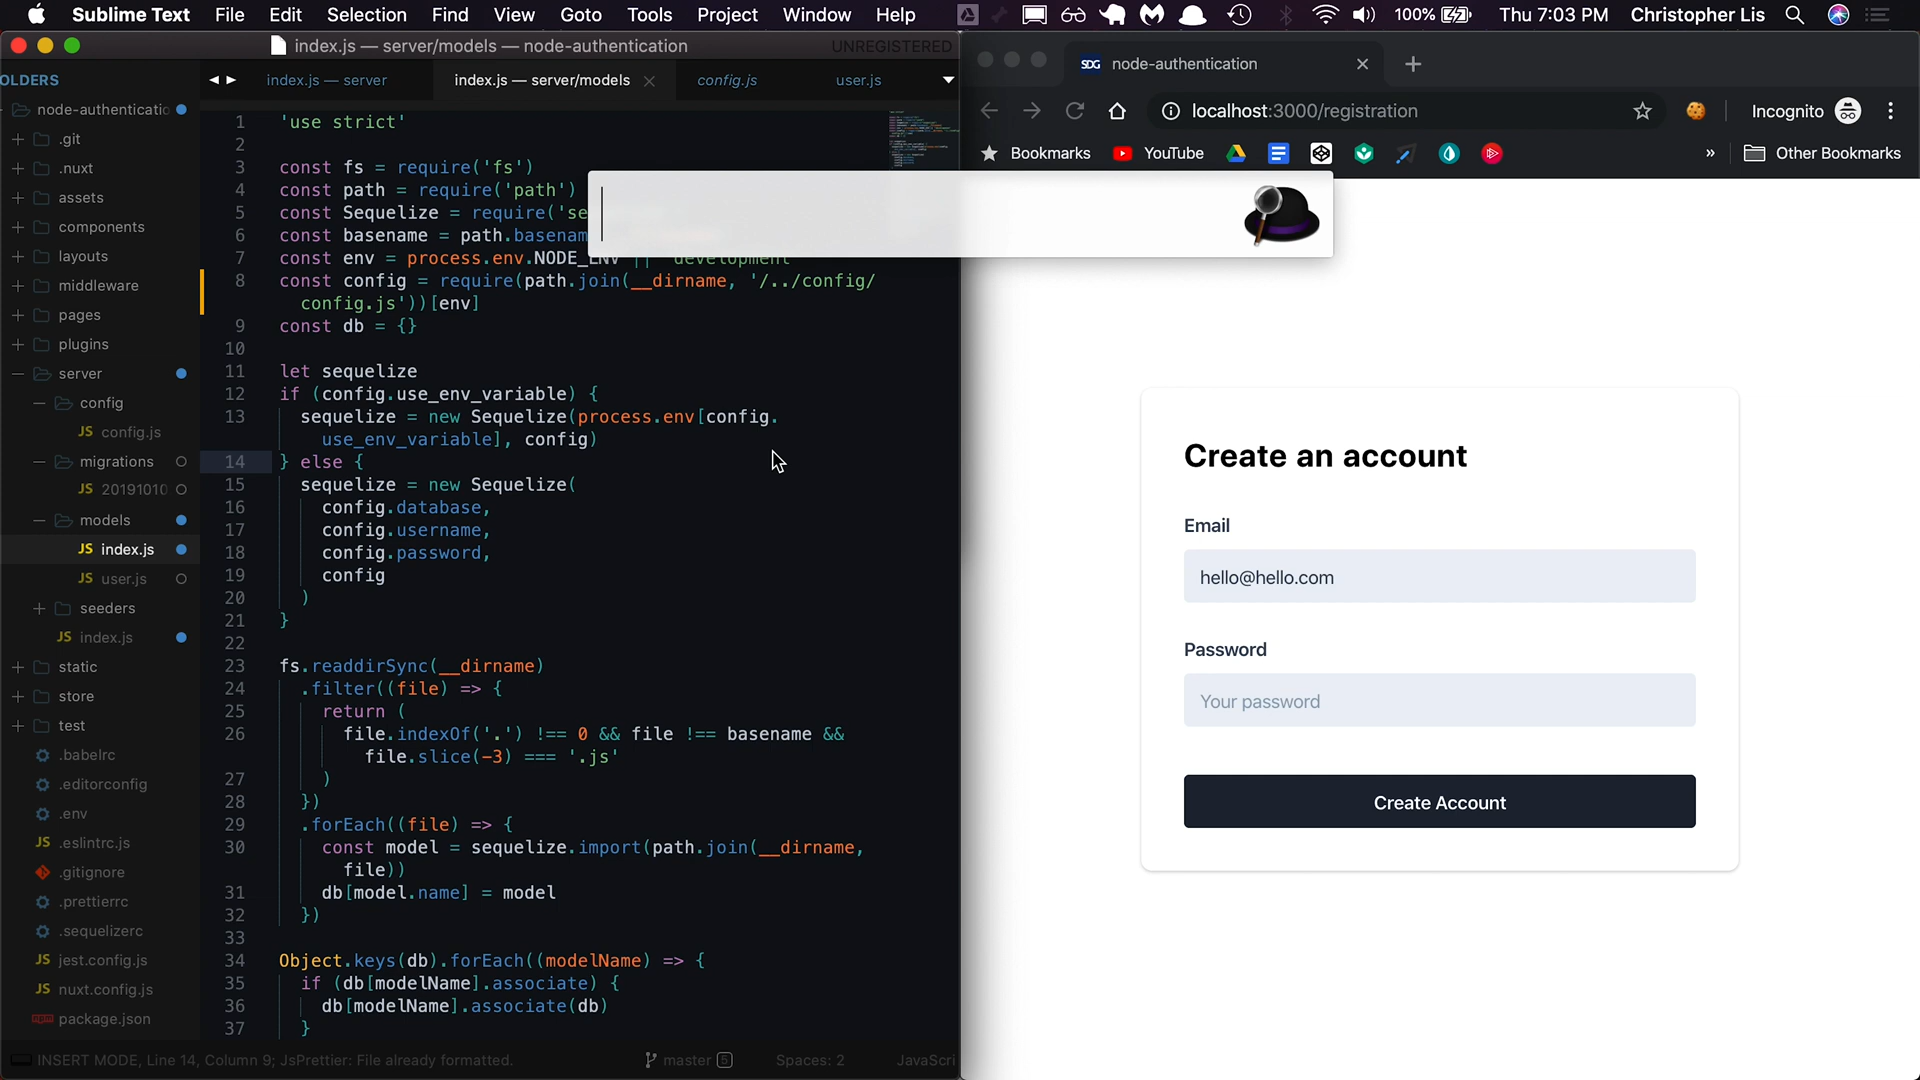 Sublime Text File Edit Selection Find View Goto Tools Project Window Help 100% Thu 7:03 PM Christopher Lis
index.js — server/models — node-authentication UNREGISTERED
OLDERS
index.js — server index.js — server/models config.js user.js
node-authenticatic
.git
.nuxt
assets
components
layouts
middleware
pages
plugins
server
config
JS config.js
migrations
JS 20191010
models
JS index.js
JS user.js
seeders
JS index.js
static
store
test
.babelrc
.editorconfig
.env
JS .eslintrc.js
.gitignore
.prettierrc
.sequelizerc
JS jest.config.js
JS nuxt.config.js
package.json
1 'use strict'
2
3 const fs = require('fs')
4 const path = require('path')
5 const Sequelize = require('se
6 const basename = path.basenam
7 const env = process.env.NODE_ENV || 'development'
8 const config = require(path.join(__dirname, '/../config/
config.js'))[env]
9 const db = {}
10
11 let sequelize
12 if (config.use_env_variable) {
13 sequelize = new Sequelize(process.env[config.
use_env_variable], config)
14 } else {
15 sequelize = new Sequelize(
16 config.database,
17 config.username,
18 config.password,
19 config
20 )
21 }
22
23 fs.readdirSync(__dirname)
24 .filter((file) => {
25 return (
26 file.indexOf('.') !== 0 && file !== basename &&
file.slice(-3) === '.js'
27 )
28 })
29 .forEach((file) => {
30 const model = sequelize.import(path.join(__dirname,
file))
31 db[model.name] = model
32 })
33
34 Object.keys(db).forEach((modelName) => {
35 if (db[modelName].associate) {
36 db[modelName].associate(db)
37 }
INSERT MODE, Line 14, Column 9; JsPrettier: File already formatted. master 5 Spaces: 2 JavaScri
SDG node-authentication
localhost:3000/registration Incognito
Bookmarks YouTube » Other Bookmarks
Create an account
Email
hello@hello.com
Password
Your password
Create Account